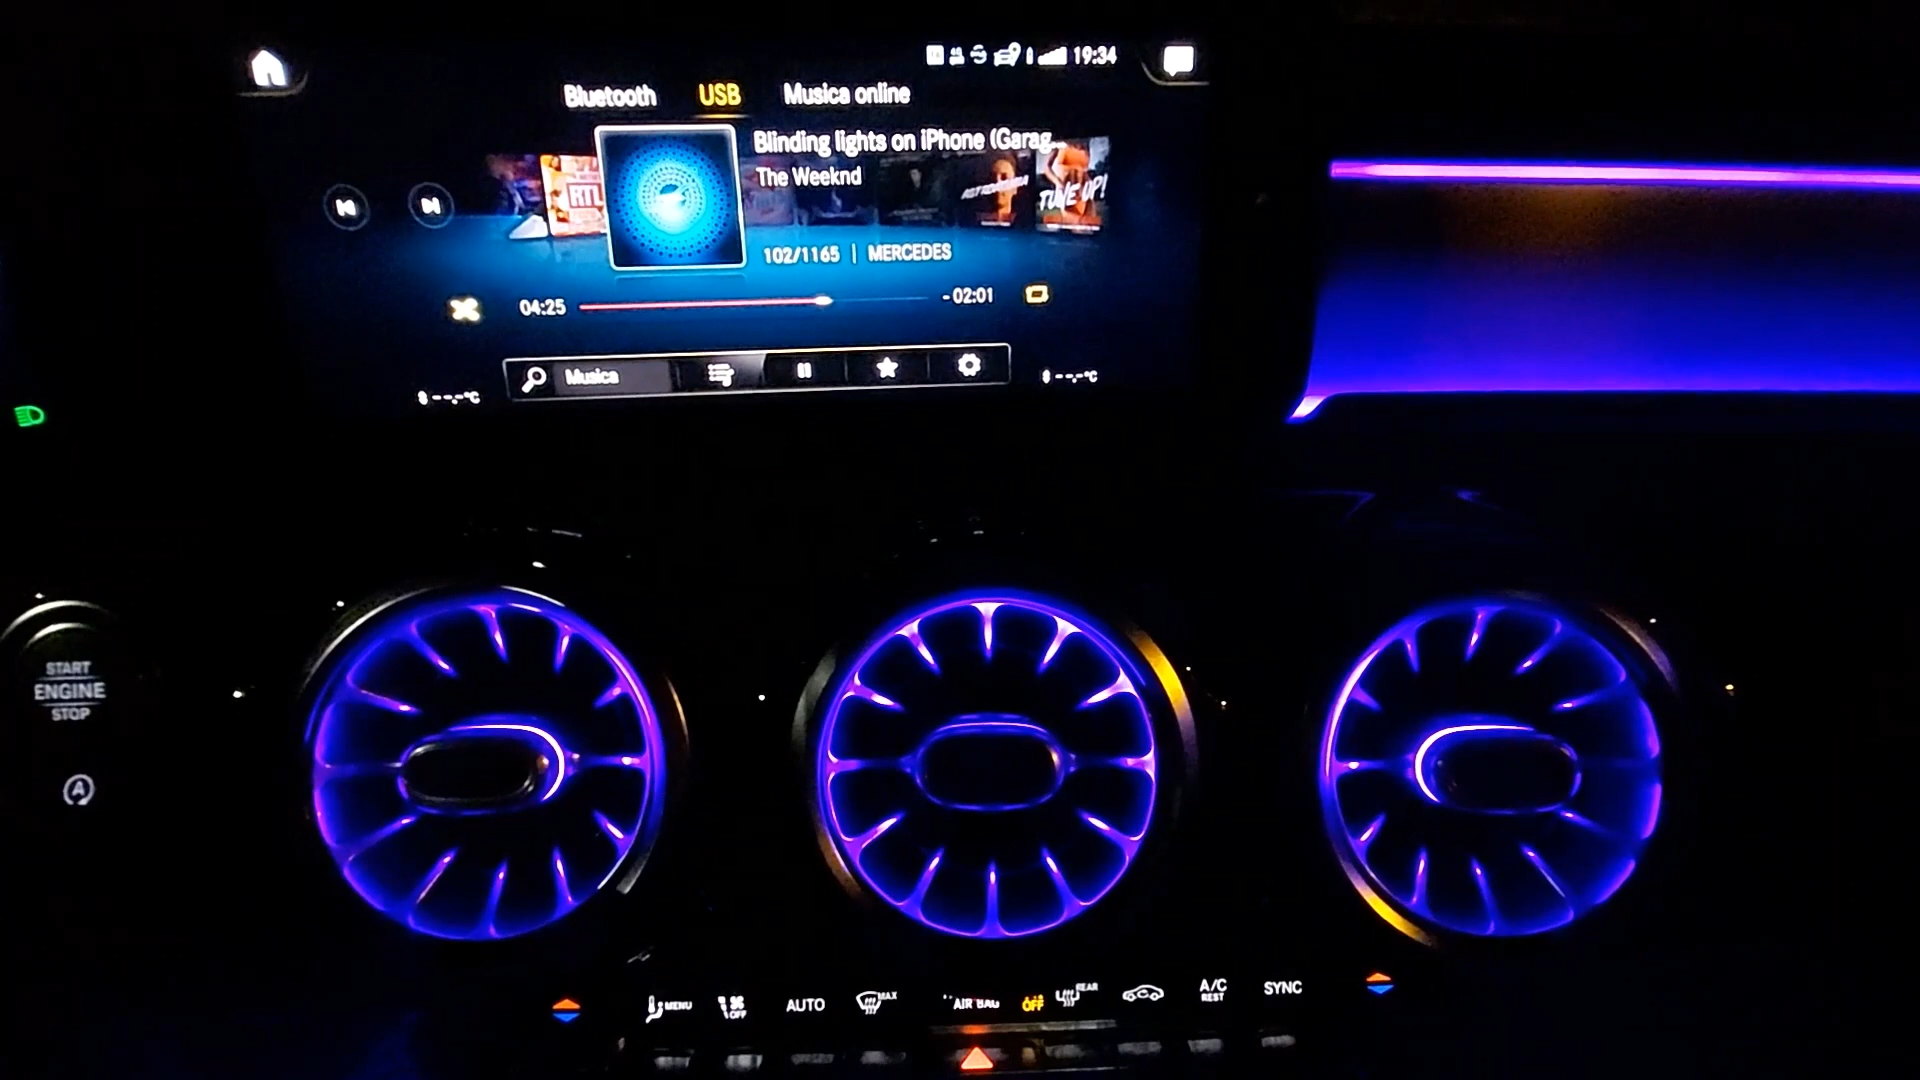 19:34
Bluetooth USB Musica online
Blinding lights on iPhone (Garag...
The Weeknd
RTL
TUNE UP!
102/1165 | MERCEDES
04:25 -02:01
Musica
--,-°C --,-°C
START
ENGINE
STOP
A
MENU OFF AUTO MAX AIR BAG OFF REAR A/C REST SYNC